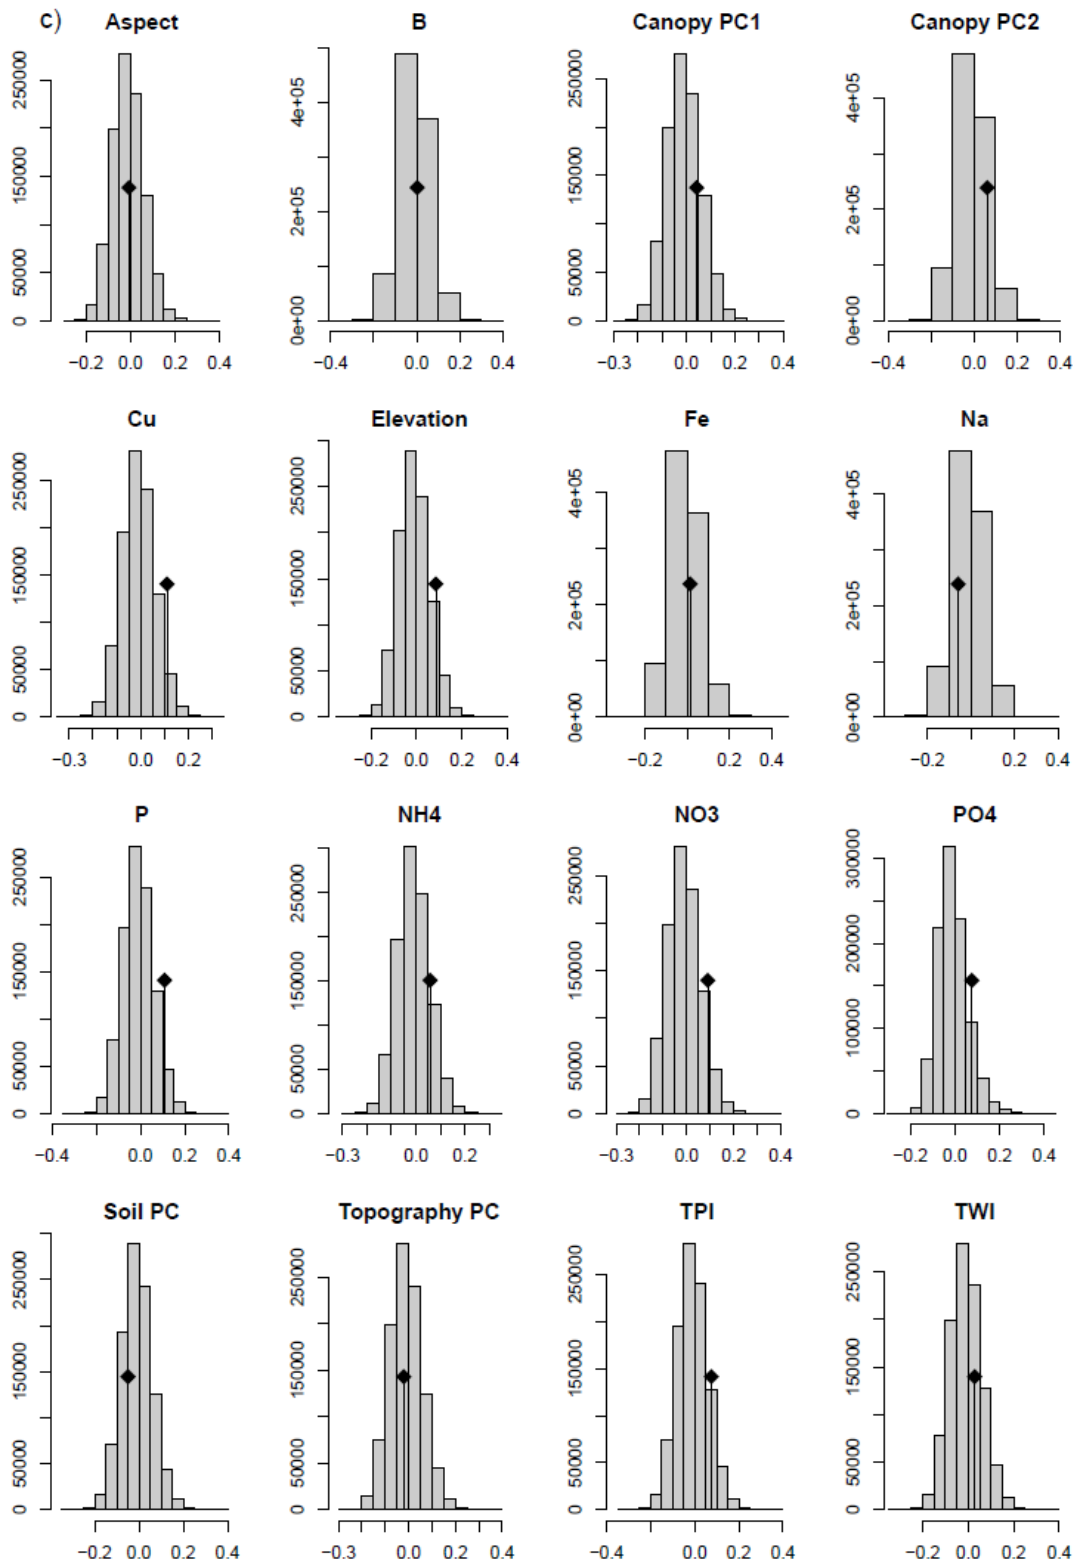 c) Aspect B Canopy PC1 Canopy PC2
0 50000 150000 250000
0e+00 2e+05 4e+05
0 50000 150000 250000
0e+00 2e+05 4e+05
−0.2 0.0 0.2 0.4
−0.4 0.0 0.2 0.4
−0.3 0.0 0.2 0.4
−0.4 0.0 0.2 0.4
Cu Elevation Fe Na
0 50000 150000 250000
0 50000 150000 250000
0e+00 2e+05 4e+05
0e+00 2e+05 4e+05
−0.3 0.0 0.2
−0.2 0.0 0.2 0.4
−0.2 0.0 0.2 0.4
−0.2 0.2 0.4
P NH4 NO3 PO4
0 50000 150000 250000
0 50000 150000 250000
0 50000 150000 250000
0 100000 200000 300000
−0.4 0.0 0.2 0.4
−0.3 0.0 0.2
−0.3 0.0 0.2 0.4
−0.2 0.0 0.2 0.4
Soil PC Topography PC TPI TWI
0 50000 150000 250000
0 50000 150000 250000
0 50000 150000 250000
0 50000 150000 250000
−0.2 0.0 0.2 0.4
−0.3 0.0 0.2 0.4
−0.3 0.0 0.2 0.4
−0.2 0.0 0.2 0.4